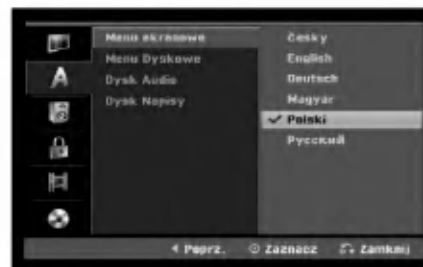 Menu ekranowe
Menu Dyskowe
Dysk Audio
Dysk Napisy
Česky
English
Deutsch
Magyar
✓ Polski
Русский
Poprz.
Zaznacz
Zamknij